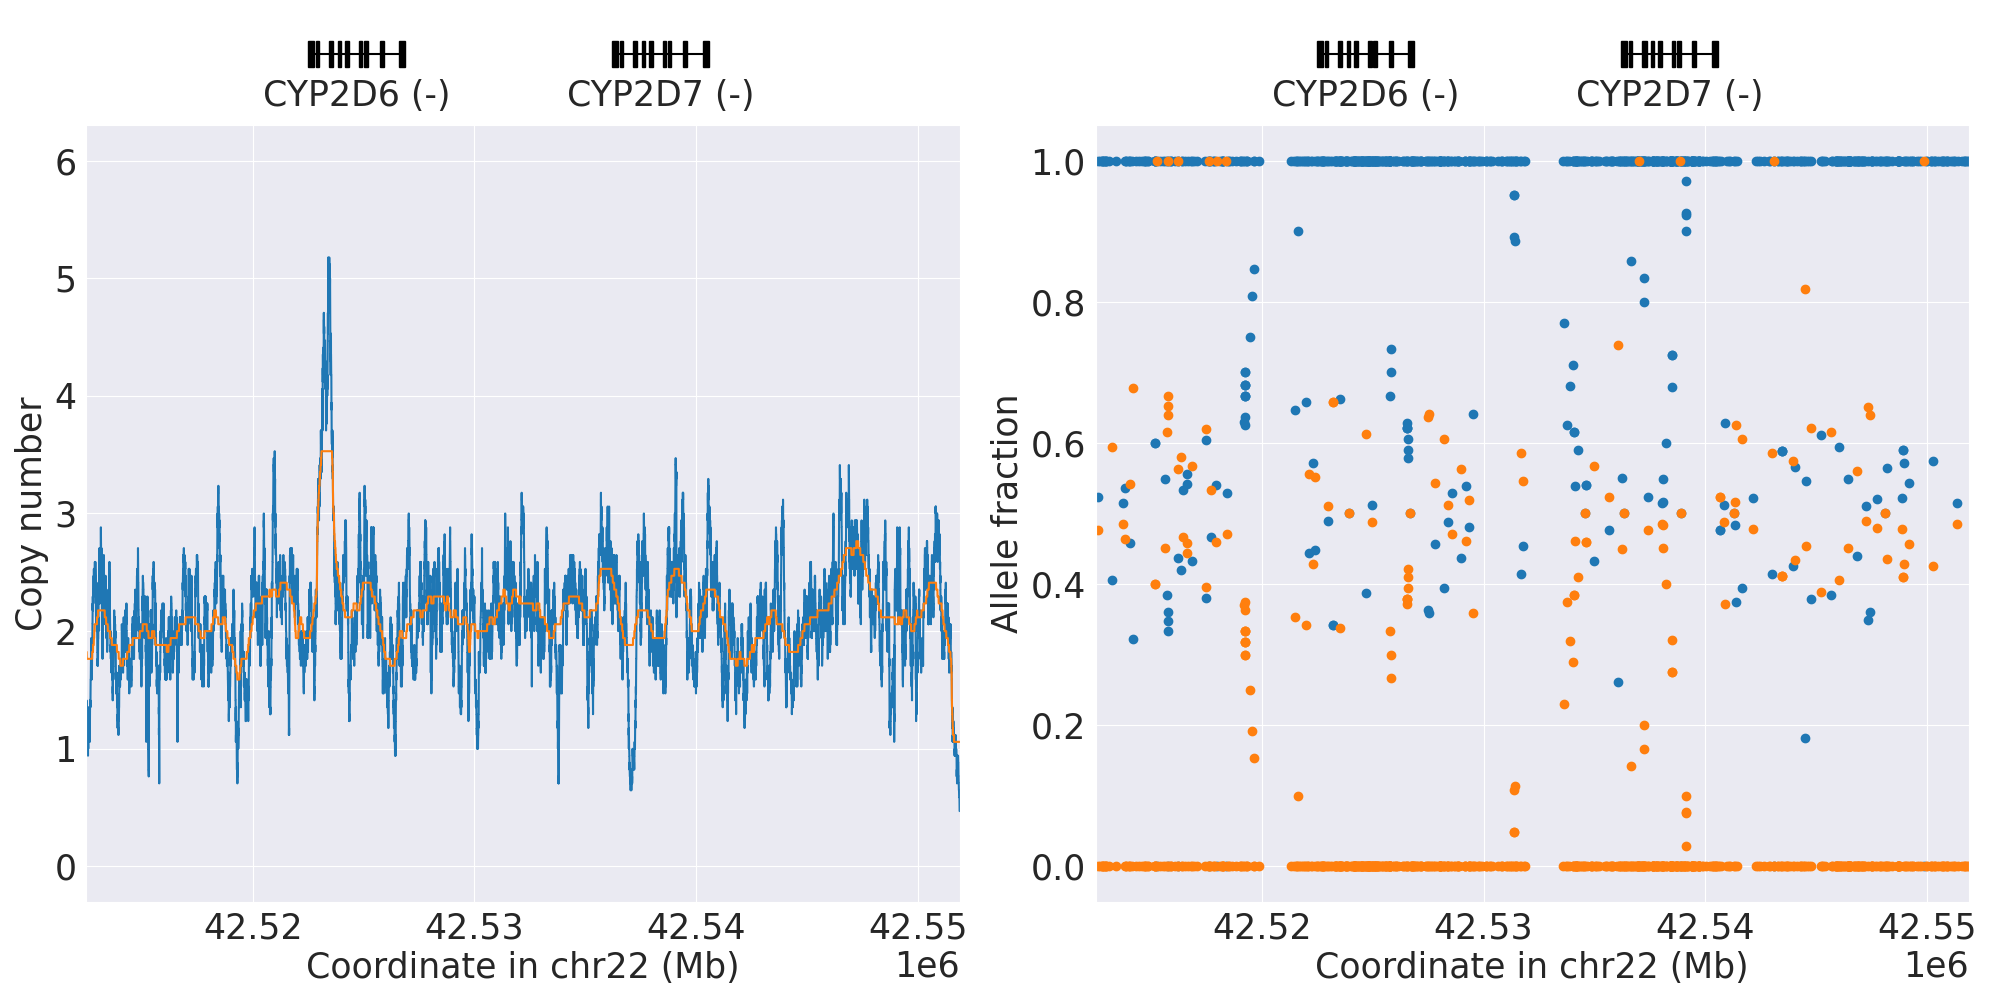 CYP2D6 (-)
CYP2D7 (-)
6
5
4
3
2
1
0
Copy number
42.52
42.53
42.54
42.55
Coordinate in chr22 (Mb)
1e6
CYP2D6 (-)
CYP2D7 (-)
1.0
0.8
0.6
0.4
0.2
0.0
Allele fraction
42.52
42.53
42.54
42.55
Coordinate in chr22 (Mb)
1e6